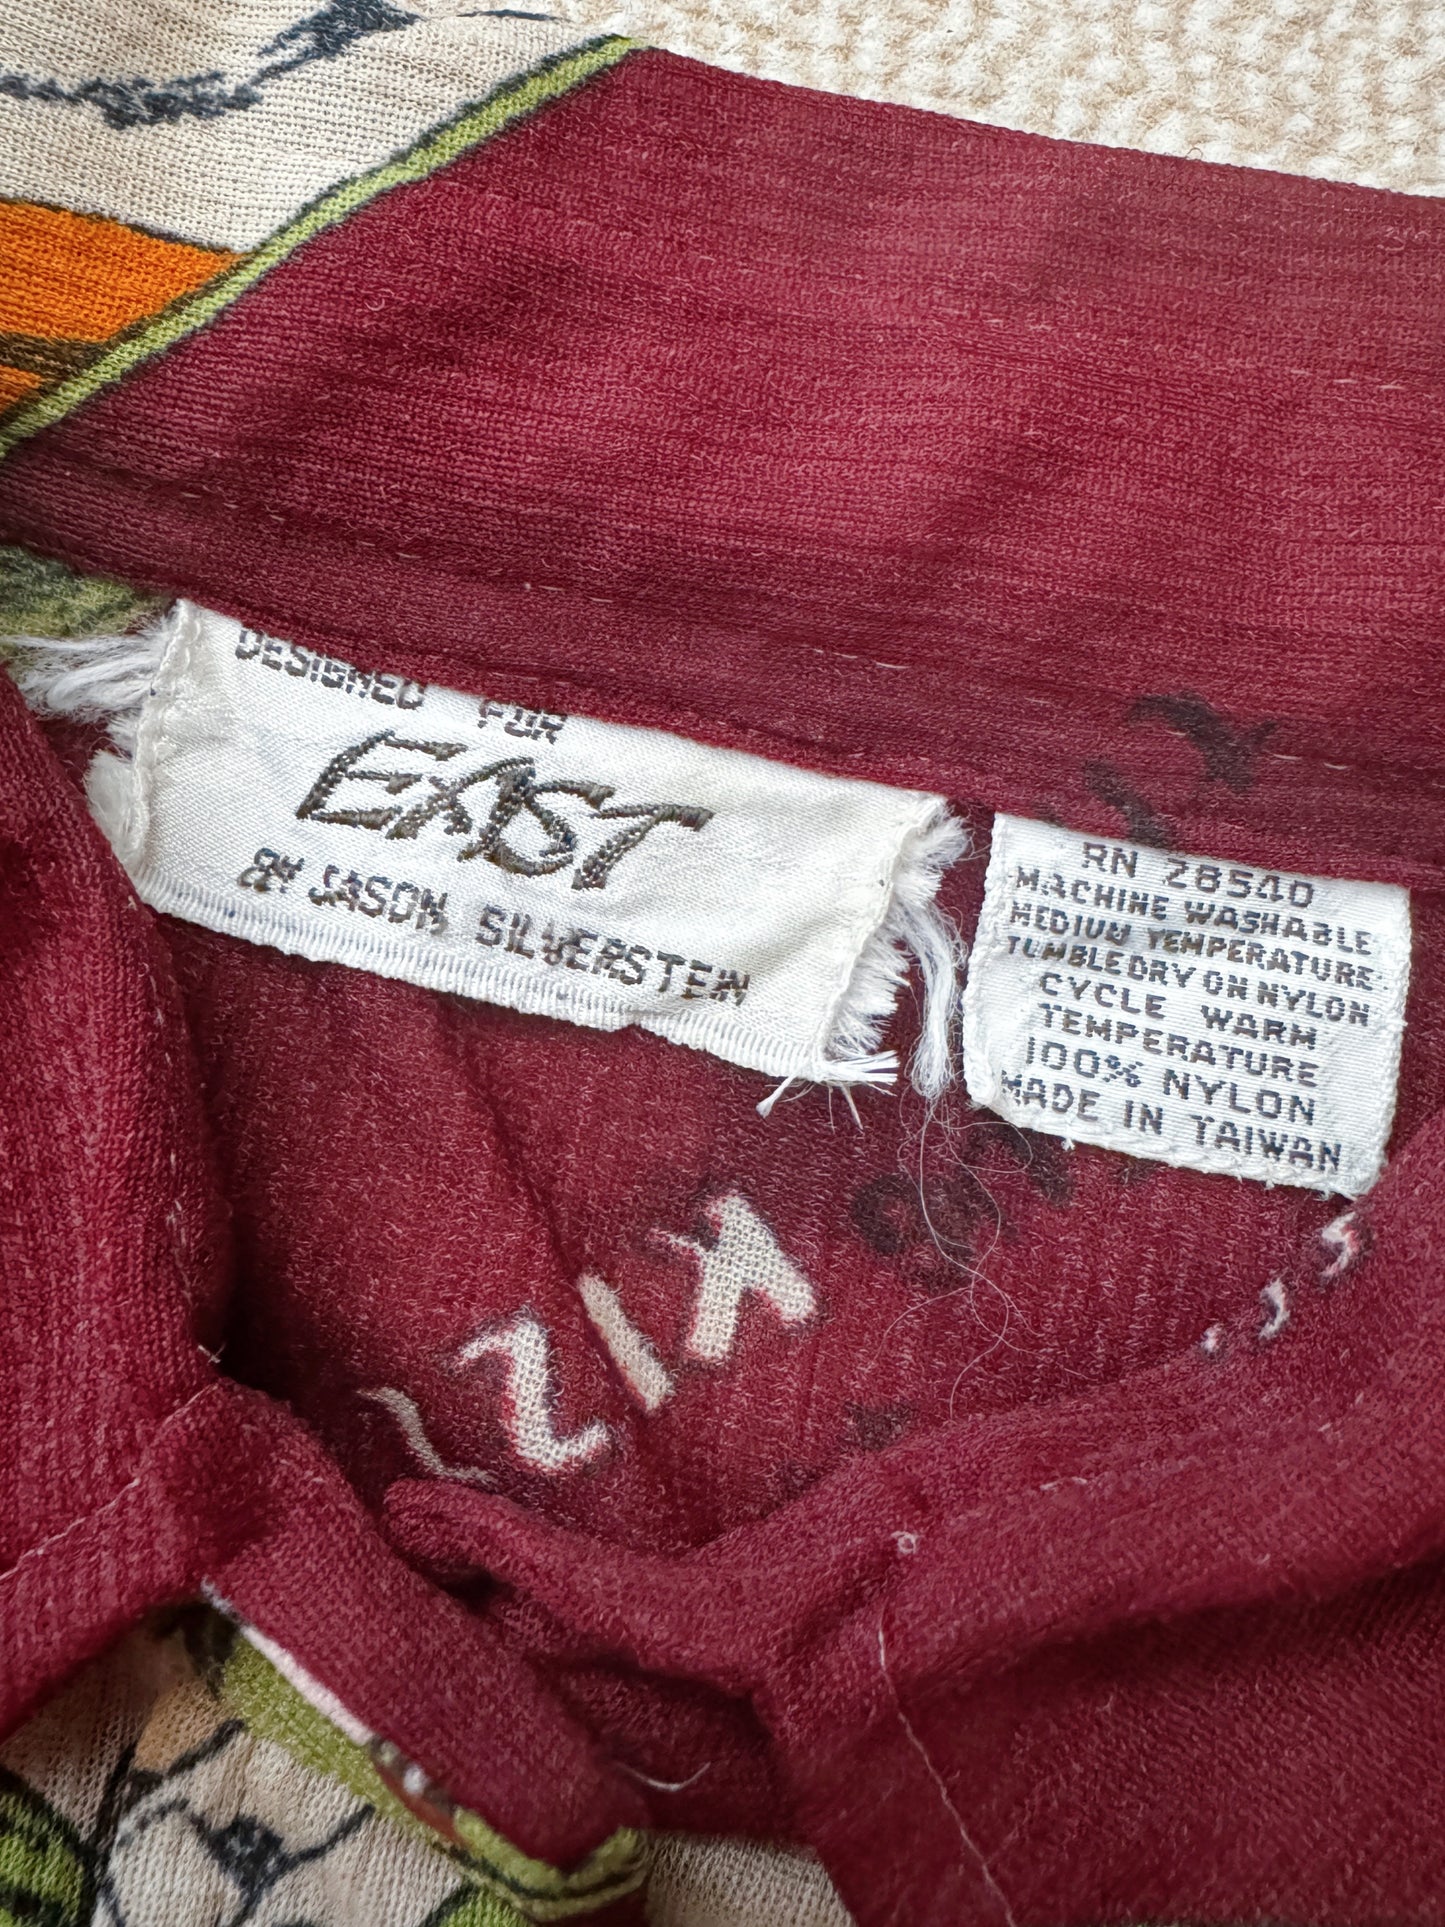 DESIGNED FOR
EAST
BY JASON SILVERSTEIN
RN 28540
MACHINE WASHABLE
MEDIUM TEMPERATURE
TUMBLE DRY ON NYLON
CYCLE WARM
TEMPERATURE
100% NYLON
MADE IN TAIWAN